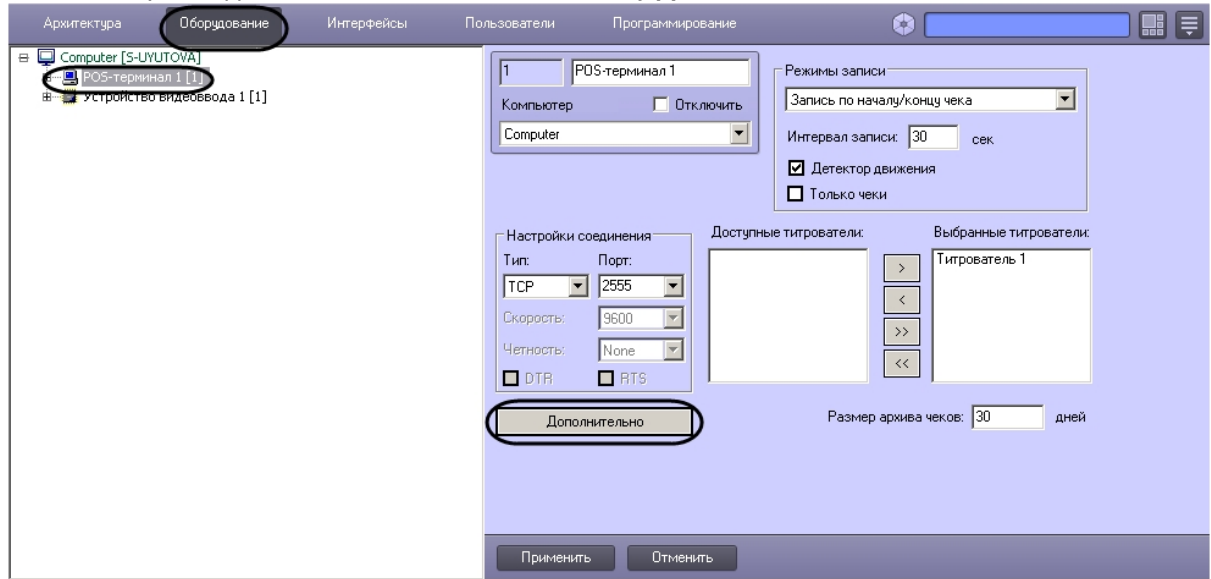 Архитектура Оборудование Интерфейсы Пользователи Программирование
Computer [S-UYUTOVA]
POS-терминал 1 [1]
Устройство видеоввода 1 [1]
1 POS-терминал 1
Компьютер Отключить
Computer
Режимы записи
Запись по началу/концу чека
Интервал записи: 30 сек
Детектор движения
Только чеки
Настройки соединения
Тип: Порт:
TCP 2555
Скорость: 9600
Четность: None
DTR RTS
Доступные титрователи: Выбранные титрователи:
Титрователь 1
>
<
>>
<<
Дополнительно
Размер архива чеков: 30 дней
Применить Отменить